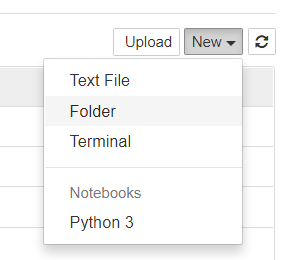 Upload New
Text File
Folder
Terminal
Notebooks
Python 3